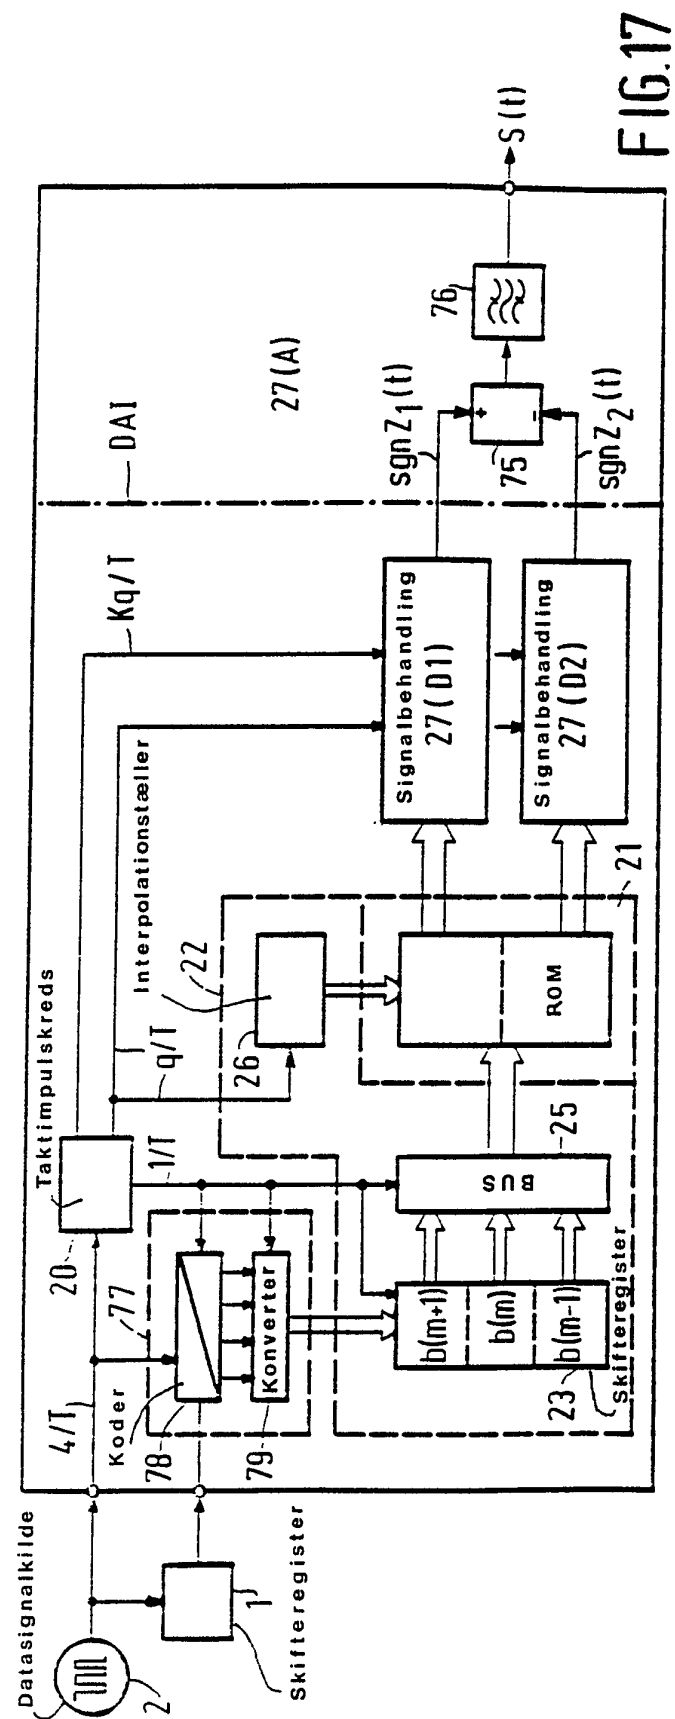 FIG.17
Datasignalkilde
2
Skifteregister
1
4/T
Koder
77
78
79
Konverter
Taktimpulskreds
20
1/T
q/T
Kq/T
Interpolationstæller
22
26
b(m+1)
b(m)
b(m-1)
23
Skifteregister
BUS
25
ROM
21
Signalbehandling
27(D1)
Signalbehandling
27(D2)
DAI
27(A)
sgnZ1(t)
sgnZ2(t)
+
-
75
76
S(t)